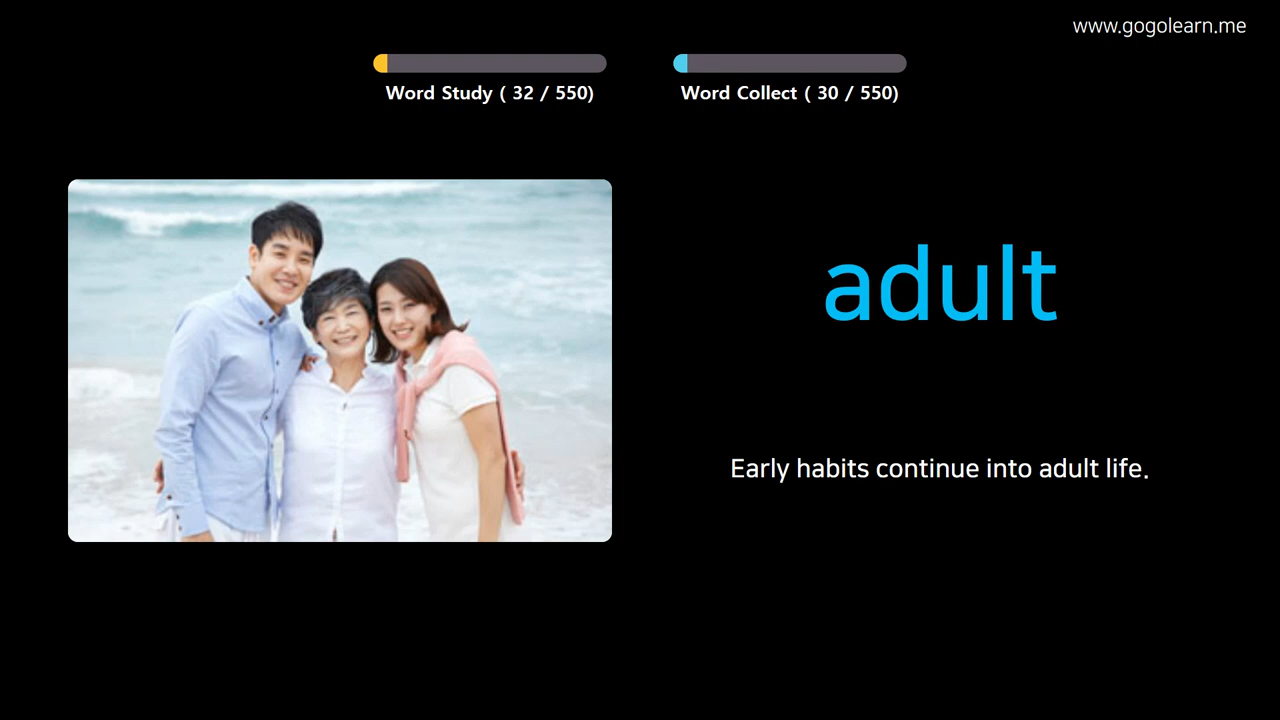 www.gogolearn.me
Word Study ( 32 / 550)
Word Collect ( 30 / 550)
adult
Early habits continue into adult life.